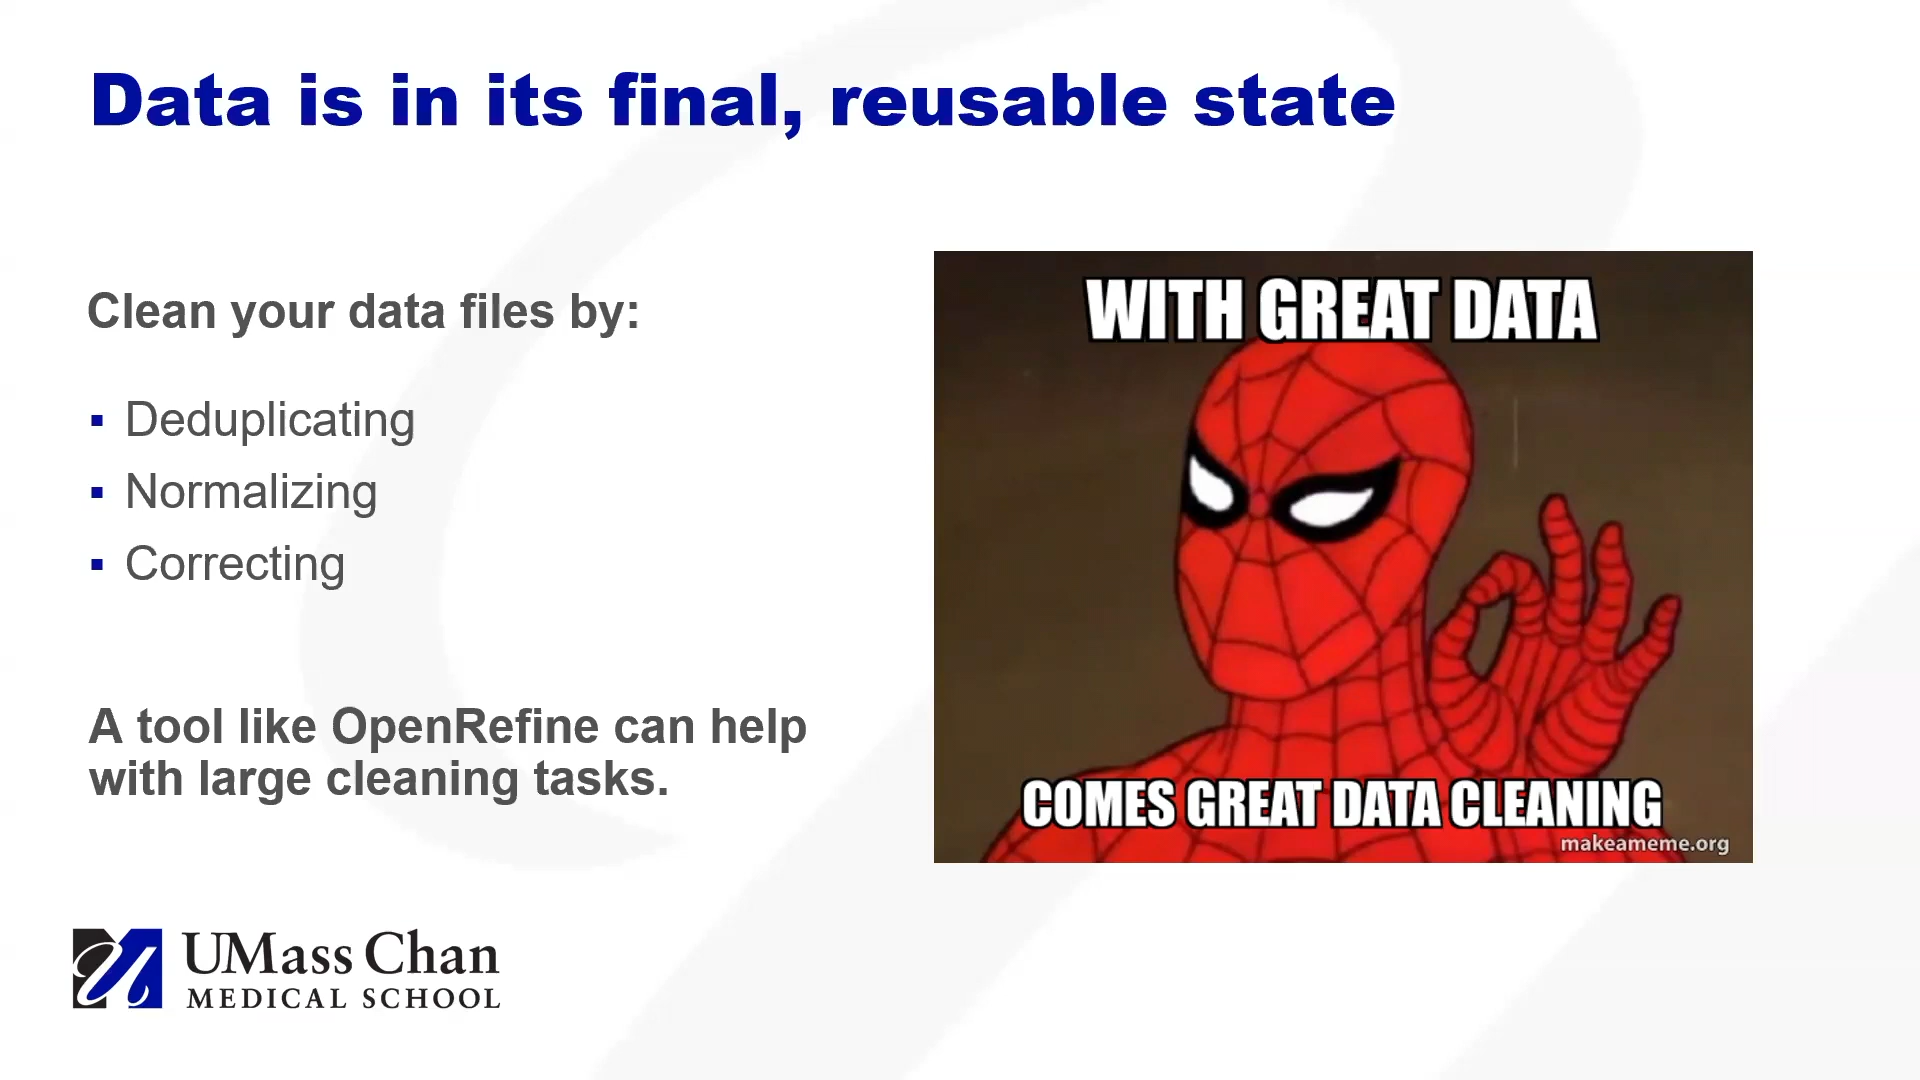 Data is in its final, reusable state
Clean your data files by:
▪ Deduplicating
▪ Normalizing
▪ Correcting
A tool like OpenRefine can help
with large cleaning tasks.
WITH GREAT DATA
COMES GREAT DATA CLEANING
makeameme.org
UMass Chan
MEDICAL SCHOOL